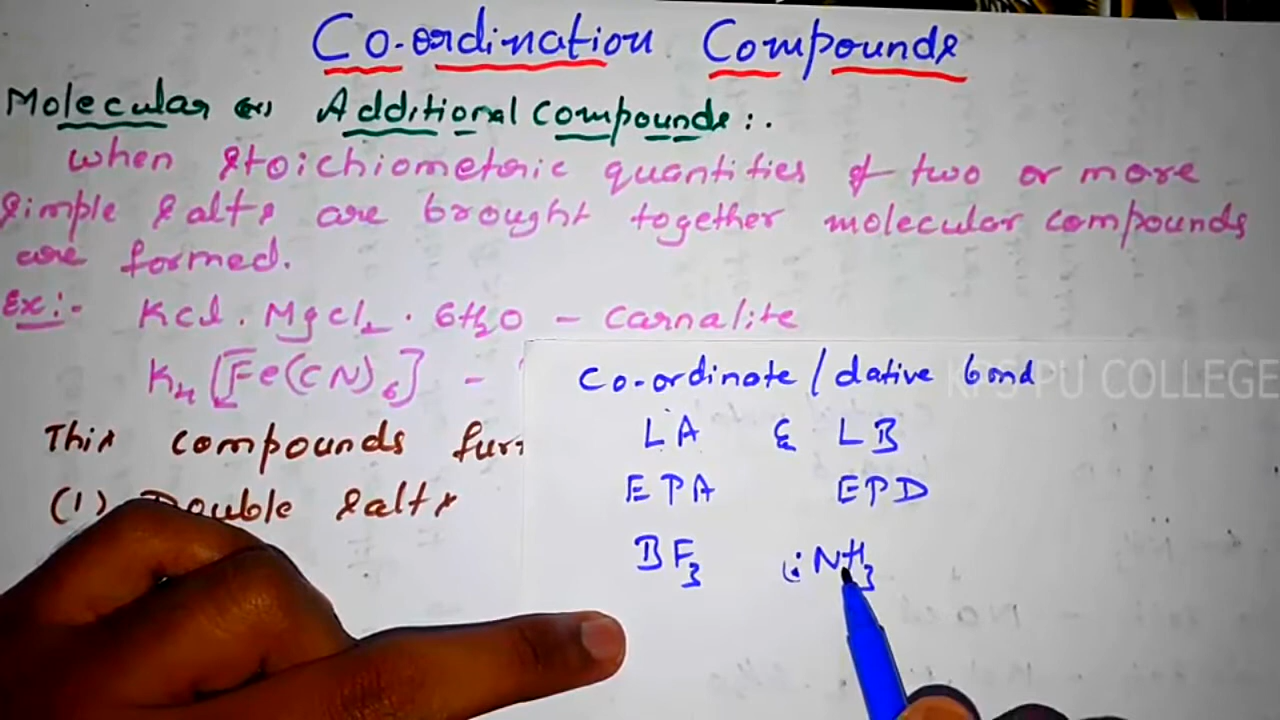 Co-ordination Compounds
Molecular (or) Additional Compounds:.
When stoichiometric quantities of two or more
simple salts are brought together molecular compounds
are formed.
Ex:- KCl . MgCl2 . 6H2O - Carnalite
K4 [Fe(CN)6] -
This compounds fur
(1) Double salts
Co-ordinate / dative bond
LA & LB
EPA EPD
BF3 :NH3
PU COLLEGE